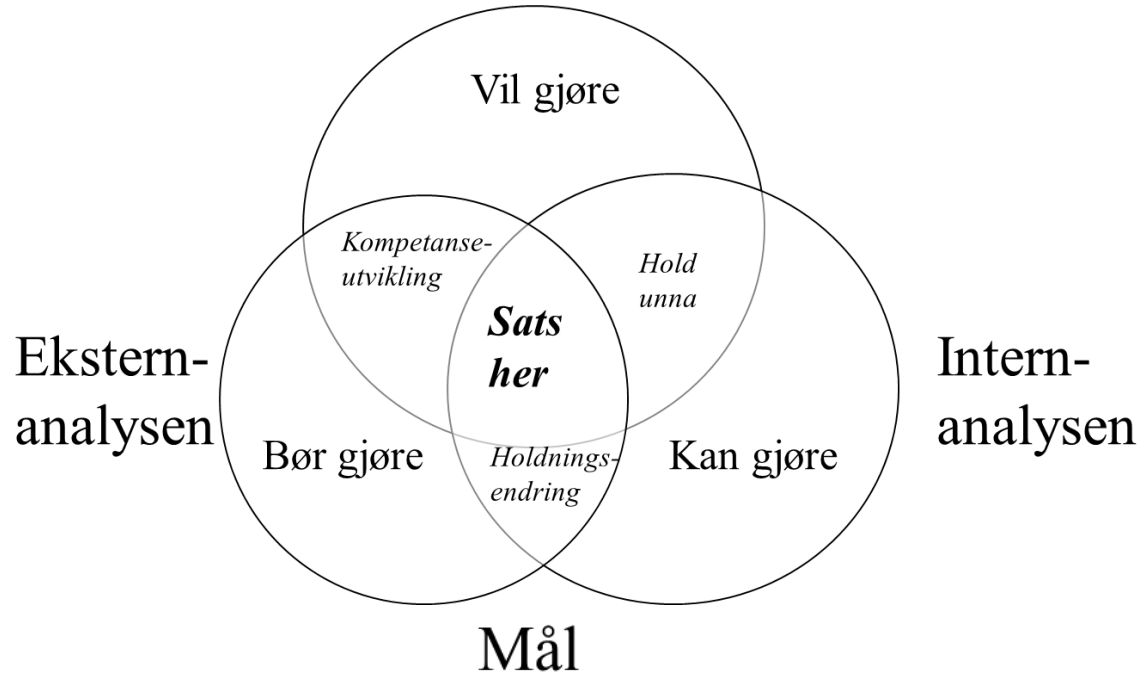 Vil gjøre
Kompetanse-
utvikling
Hold
unna
Sats
her
Ekstern-
analysen
Intern-
analysen
Bør gjøre
Holdnings-
endring
Kan gjøre
Mål